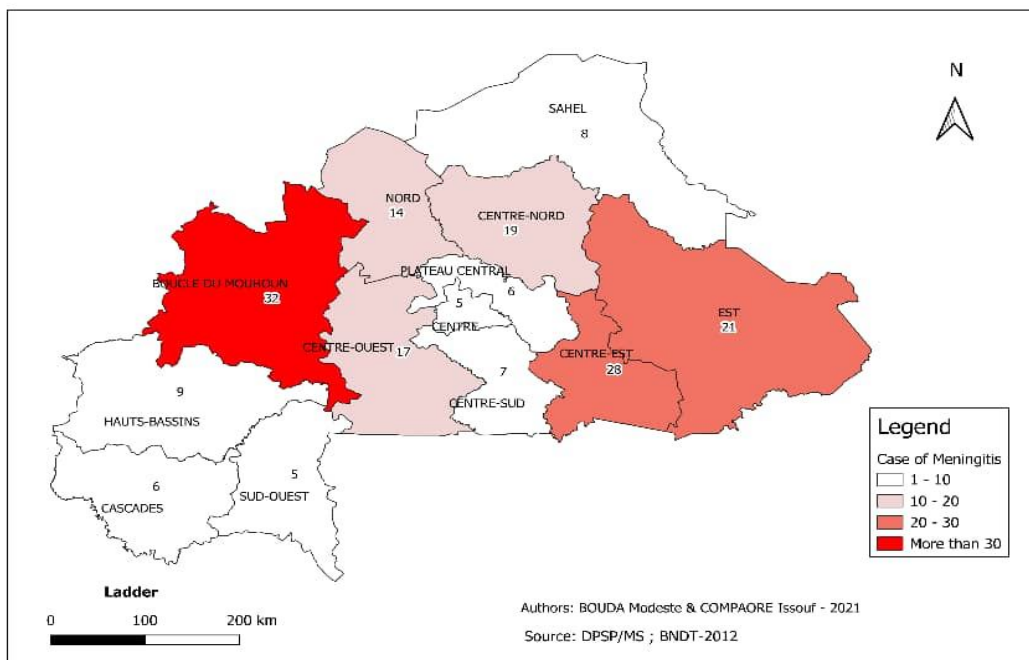 N
SAHEL
8
NORD
14
CENTRE-NORD
19
PLATEAU CENTRAL
6
BOUCLE DU MOUHOUN
32
5
CENTRE
EST
21
CENTRE-OUEST
17
CENTRE-EST
28
7
CENTRE-SUD
9
HAUTS-BASSINS
5
SUD-OUEST
6
CASCADES
Legend
Case of Meningitis
1 - 10
10 - 20
20 - 30
More than 30
Ladder
0 100 200 km
Authors: BOUDA Modeste & COMPAORE Issouf - 2021
Source: DPSP/MS ; BNDT-2012